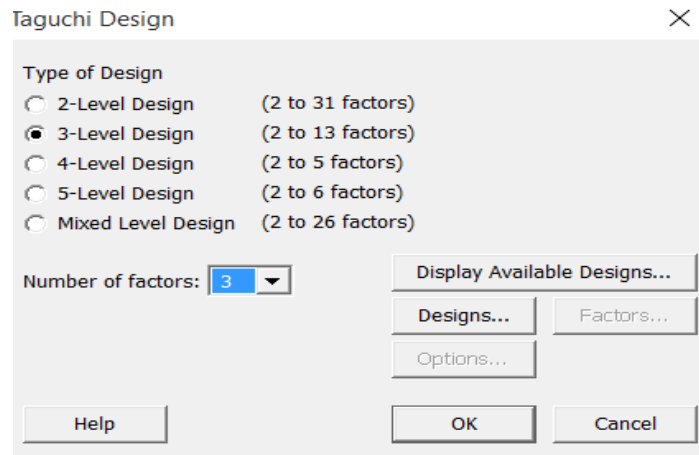 Taguchi Design
Type of Design
2-Level Design (2 to 31 factors)
3-Level Design (2 to 13 factors)
4-Level Design (2 to 5 factors)
5-Level Design (2 to 6 factors)
Mixed Level Design (2 to 26 factors)
Number of factors: 3
Display Available Designs...
Designs... Factors...
Options...
Help OK Cancel